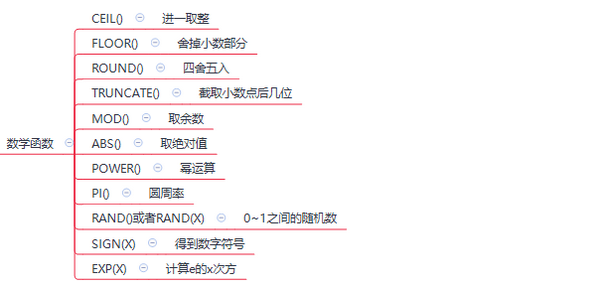 数学函数
CEIL() 进一取整
FLOOR() 舍掉小数部分
ROUND() 四舍五入
TRUNCATE() 截取小数点后几位
MOD() 取余数
ABS() 取绝对值
POWER() 幂运算
PI() 圆周率
RAND()或者RAND(X) 0~1之间的随机数
SIGN(X) 得到数字符号
EXP(X) 计算e的x次方